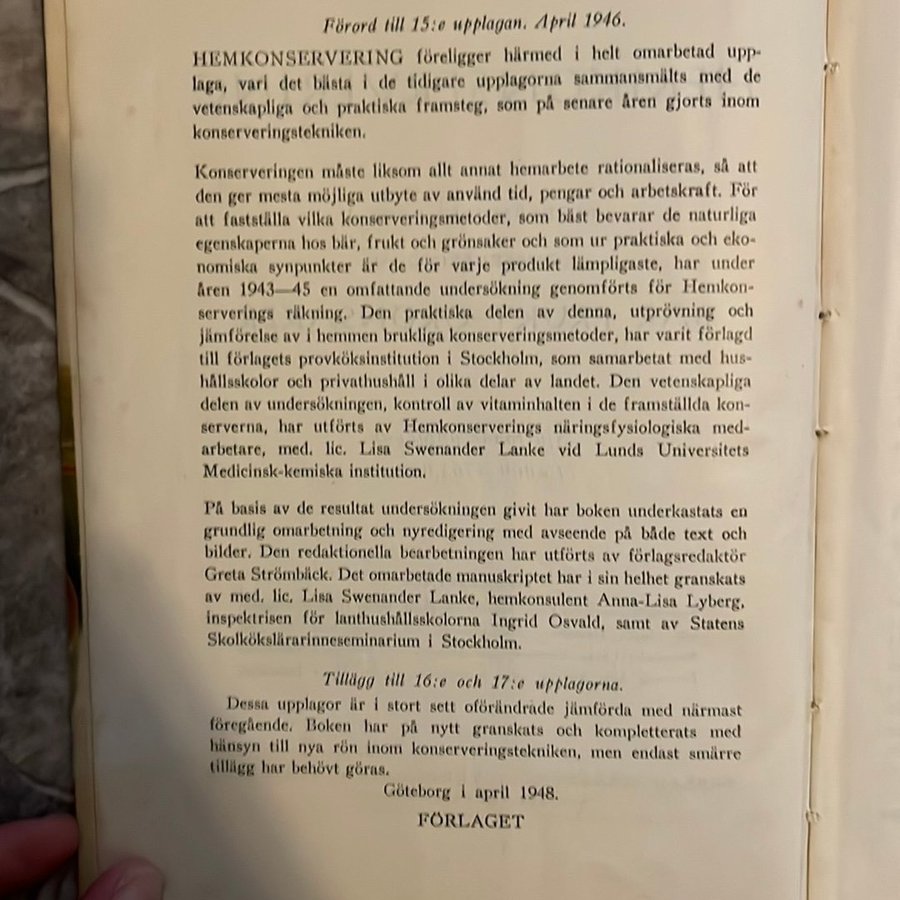 Förord till 15:e upplagan. April 1946.
HEMKONSERVERING föreligger härmed i helt omarbetad upp-
laga, vari det bästa i de tidigare upplagorna sammansmälts med de
vetenskapliga och praktiska framsteg, som på senare åren gjorts inom
konserveringstekniken.
Konserveringen måste liksom allt annat hemarbete rationaliseras, så att
den ger mesta möjliga utbyte av använd tid, pengar och arbetskraft. För
att fastställa vilka konserveringsmetoder, som bäst bevarar de naturliga
egenskaperna hos bär, frukt och grönsaker och som ur praktiska och eko-
nomiska synpunkter är de för varje produkt lämpligaste, har under
åren 1943—45 en omfattande undersökning genomförts för Hemkon-
serverings räkning. Den praktiska delen av denna, utprövning och
jämförelse av i hemmen brukliga konserveringsmetoder, har varit förlagd
till förlagets provköksinstitution i Stockholm, som samarbetat med hus-
hållsskolor och privathushåll i olika delar av landet. Den vetenskapliga
delen av undersökningen, kontroll av vitaminhalten i de framställda kon-
serverna, har utförts av Hemkonserverings näringsfysiologiska med-
arbetare, med. lic. Lisa Swenander Lanke vid Lunds Universitets
Medicinsk-kemiska institution.
På basis av de resultat undersökningen givit har boken underkastats en
grundlig omarbetning och nyredigering med avseende på både text och
bilder. Den redaktionella bearbetningen har utförts av förlagsredaktör
Greta Strömbäck. Det omarbetade manuskriptet har i sin helhet granskats
av med. lic. Lisa Swenander Lanke, hemkonsulent Anna-Lisa Lyberg,
inspektrisen för lanthushållsskolorna Ingrid Osvald, samt av Statens
Skolkökslärarinneseminarium i Stockholm.
Tillägg till 16:e och 17:e upplagorna.
Dessa upplagor är i stort sett oförändrade jämförda med närmast
föregående. Boken har på nytt granskats och kompletterats med
hänsyn till nya rön inom konserveringstekniken, men endast smärre
tillägg har behövt göras.
Göteborg i april 1948.
FÖRLAGET